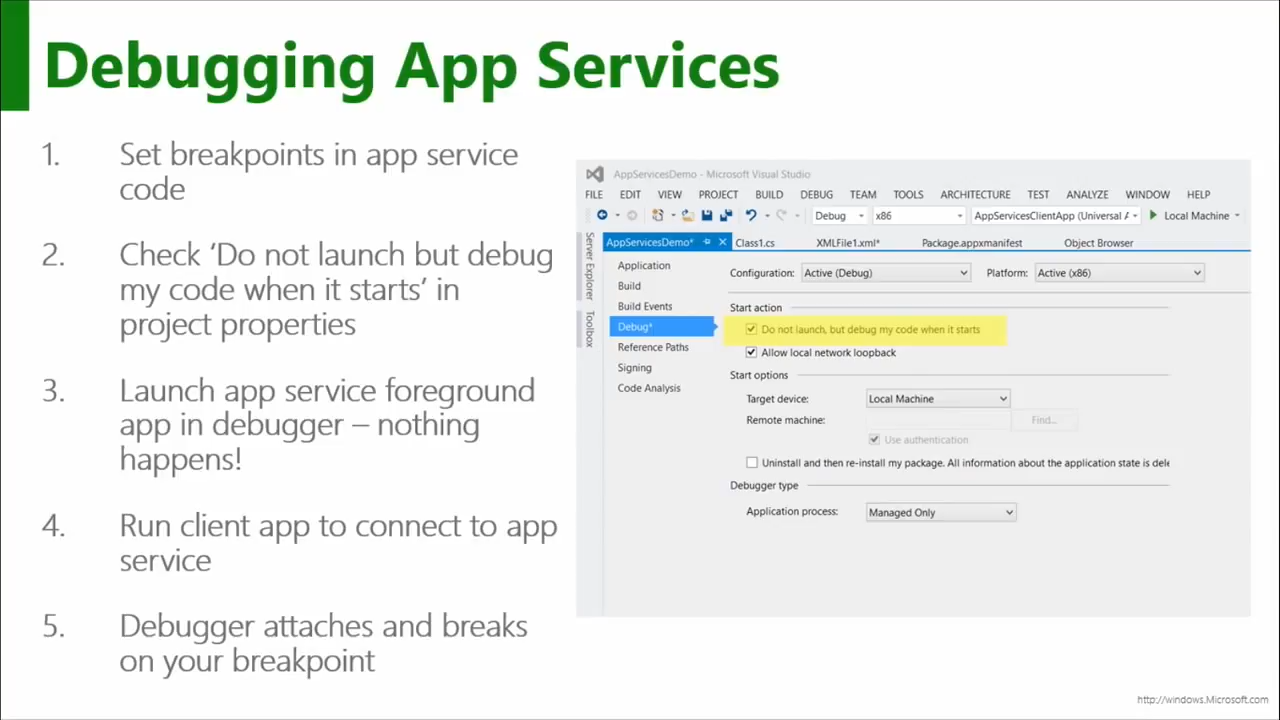 Debugging App Services
1. Set breakpoints in app service
code
2. Check ‘Do not launch but debug
my code when it starts’ in
project properties
3. Launch app service foreground
app in debugger – nothing
happens!
4. Run client app to connect to app
service
5. Debugger attaches and breaks
on your breakpoint
AppServicesDemo - Microsoft Visual Studio
FILE EDIT VIEW PROJECT BUILD DEBUG TEAM TOOLS ARCHITECTURE TEST ANALYZE WINDOW HELP
Debug x86 AppServicesClientApp (Universal A Local Machine
Server Explorer
Toolbox
AppServicesDemo* Class1.cs XMLFile1.xml* Package.appxmanifest Object Browser
Application
Build
Build Events
Debug*
Reference Paths
Signing
Code Analysis
Configuration: Active (Debug) Platform: Active (x86)
Start action
Do not launch, but debug my code when it starts
Allow local network loopback
Start options
Target device: Local Machine
Remote machine: Find...
Use authentication
Uninstall and then re-install my package. All information about the application state is dele
Debugger type
Application process: Managed Only
http://windows.Microsoft.com